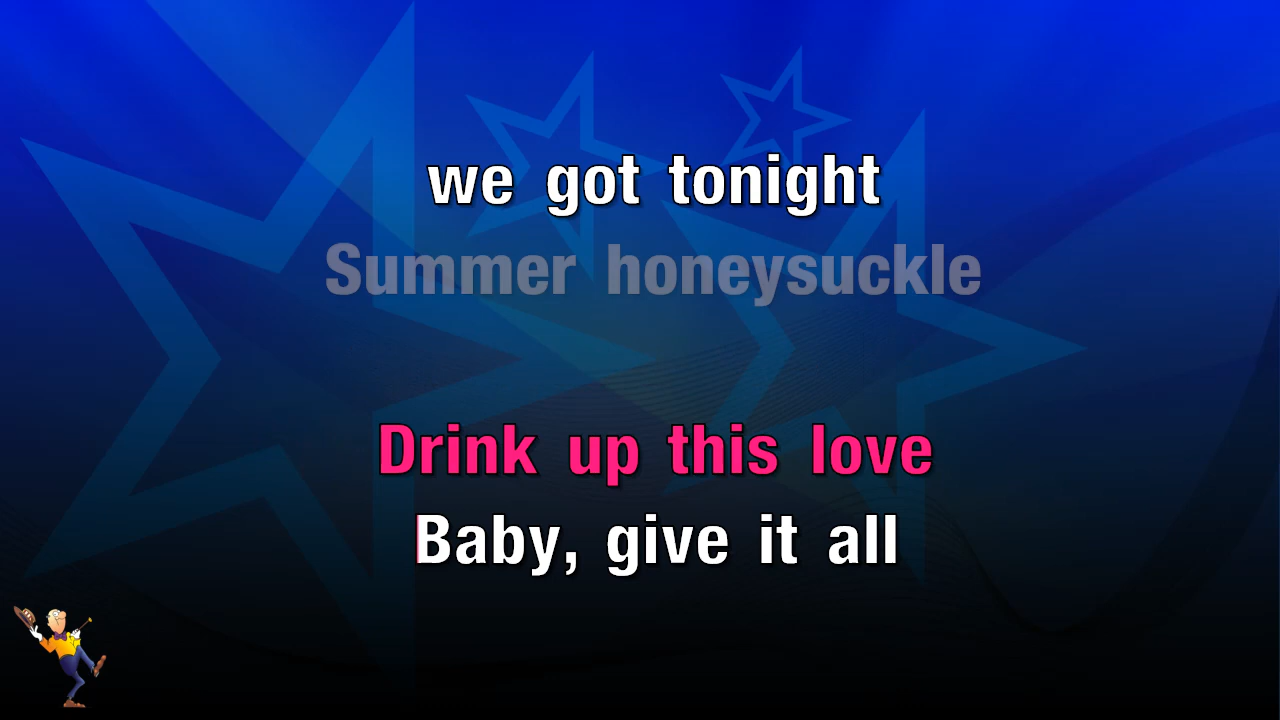 we got tonight
Summer honeysuckle
Drink up this love
Baby, give it all